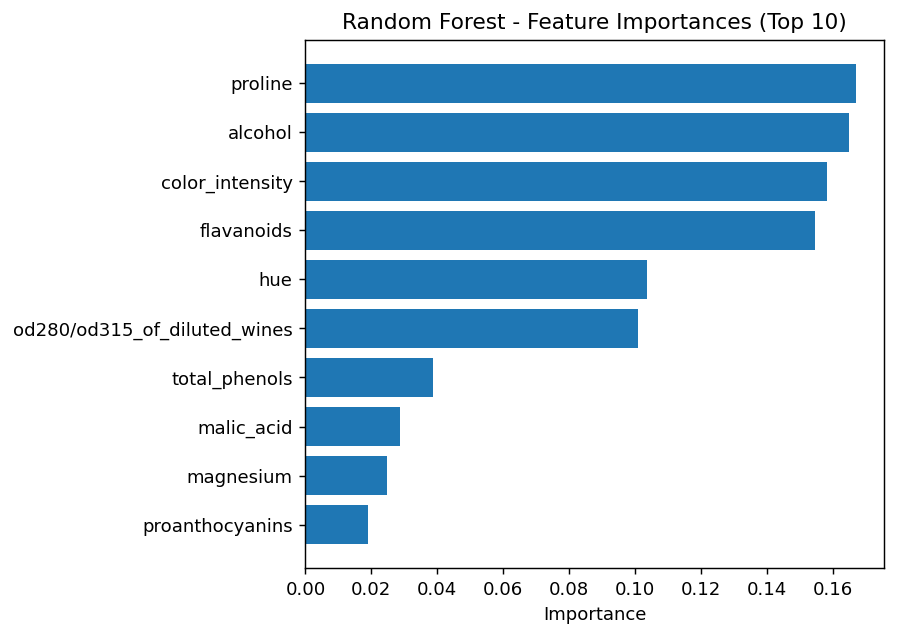 Random Forest - Feature Importances (Top 10)
proline
alcohol
color_intensity
flavanoids
hue
od280/od315_of_diluted_wines
total_phenols
malic_acid
magnesium
proanthocyanins
0.00 0.02 0.04 0.06 0.08 0.10 0.12 0.14 0.16
Importance